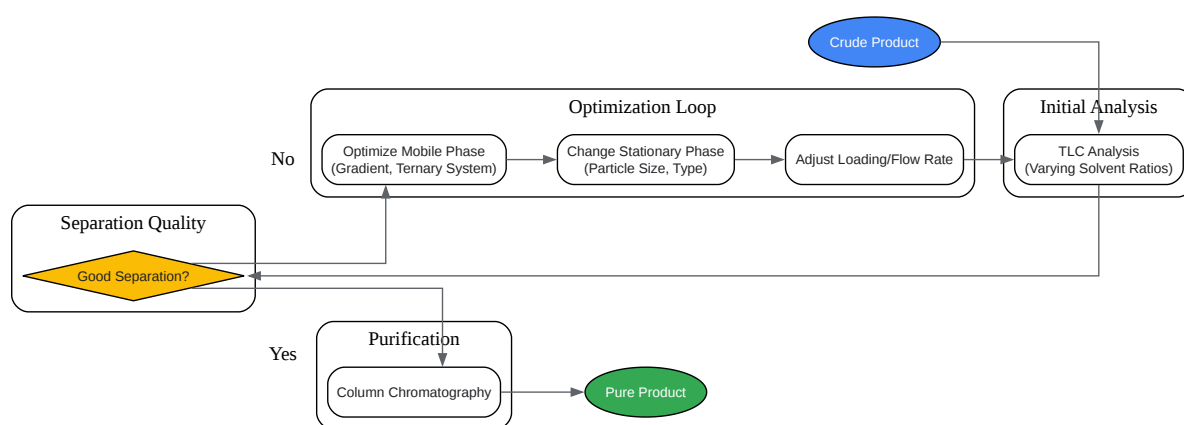 Crude Product
Optimization Loop
Initial Analysis
No
Optimize Mobile Phase
(Gradient, Ternary System)
Change Stationary Phase
(Particle Size, Type)
Adjust Loading/Flow Rate
TLC Analysis
(Varying Solvent Ratios)
Separation Quality
Good Separation?
Purification
Yes
Column Chromatography
Pure Product